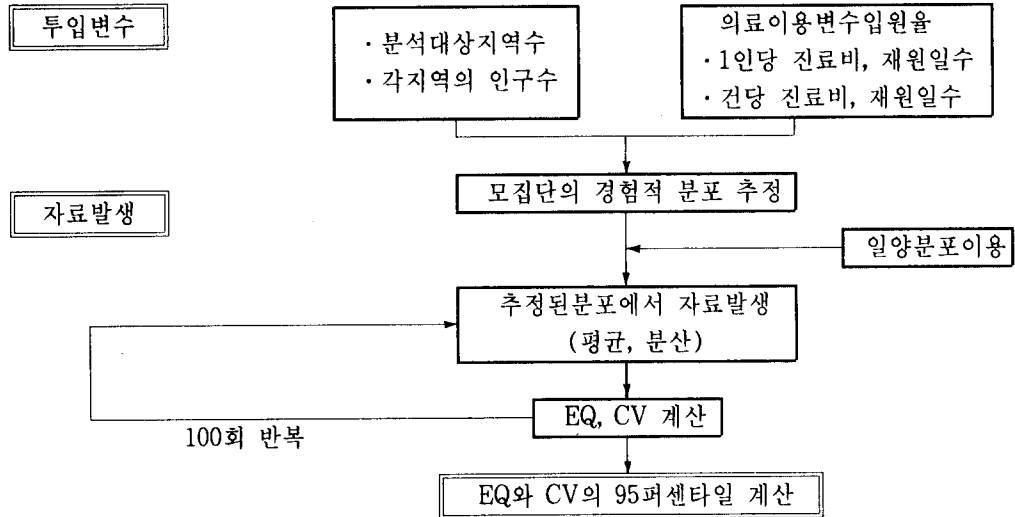 투입변수
· 분석대상지역수
· 각지역의 인구수
의료이용변수입원율
· 1인당 진료비, 재원일수
· 건당 진료비, 재원일수
모집단의 경험적 분포 추정
자료발생
일양분포이용
추정된분포에서 자료발생
(평균, 분산)
EQ, CV 계산
100회 반복
EQ와 CV의 95퍼센타일 계산